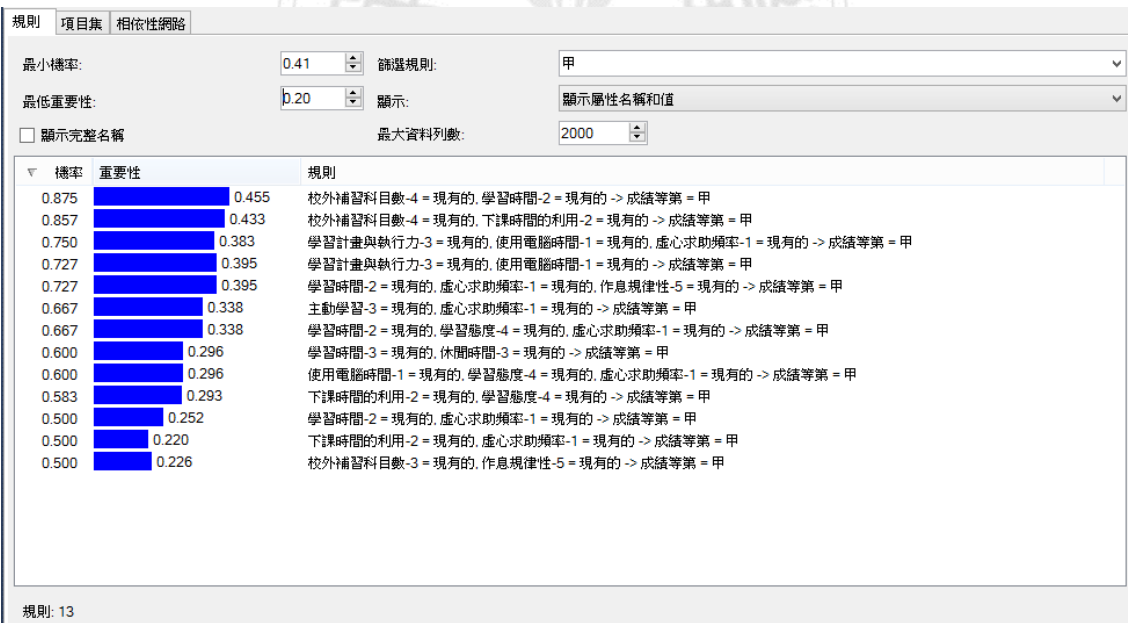 規則 項目集 相依性網路
最小機率: 0.41 篩選規則: 甲
最低重要性: 0.20 顯示: 顯示屬性名稱和值
顯示完整名稱 最大資料列數: 2000
機率 重要性 規則
0.875 0.455 校外補習科目數-4 = 現有的, 學習時間-2 = 現有的 -> 成績等第 = 甲
0.857 0.433 校外補習科目數-4 = 現有的, 下課時間的利用-2 = 現有的 -> 成績等第 = 甲
0.750 0.383 學習計畫與執行力-3 = 現有的, 使用電腦時間-1 = 現有的, 虛心求助頻率-1 = 現有的 -> 成績等第 = 甲
0.727 0.395 學習計畫與執行力-3 = 現有的, 使用電腦時間-1 = 現有的 -> 成績等第 = 甲
0.727 0.395 學習時間-2 = 現有的, 虛心求助頻率-1 = 現有的, 作息規律性-5 = 現有的 -> 成績等第 = 甲
0.667 0.338 主動學習-3 = 現有的, 虛心求助頻率-1 = 現有的 -> 成績等第 = 甲
0.667 0.338 學習時間-2 = 現有的, 學習態度-4 = 現有的, 虛心求助頻率-1 = 現有的 -> 成績等第 = 甲
0.600 0.296 學習時間-3 = 現有的, 休閒時間-3 = 現有的 -> 成績等第 = 甲
0.600 0.296 使用電腦時間-1 = 現有的, 學習態度-4 = 現有的, 虛心求助頻率-1 = 現有的 -> 成績等第 = 甲
0.583 0.293 下課時間的利用-2 = 現有的, 學習態度-4 = 現有的 -> 成績等第 = 甲
0.500 0.252 學習時間-2 = 現有的, 虛心求助頻率-1 = 現有的 -> 成績等第 = 甲
0.500 0.220 下課時間的利用-2 = 現有的, 虛心求助頻率-1 = 現有的 -> 成績等第 = 甲
0.500 0.226 校外補習科目數-3 = 現有的, 作息規律性-5 = 現有的 -> 成績等第 = 甲
規則: 13